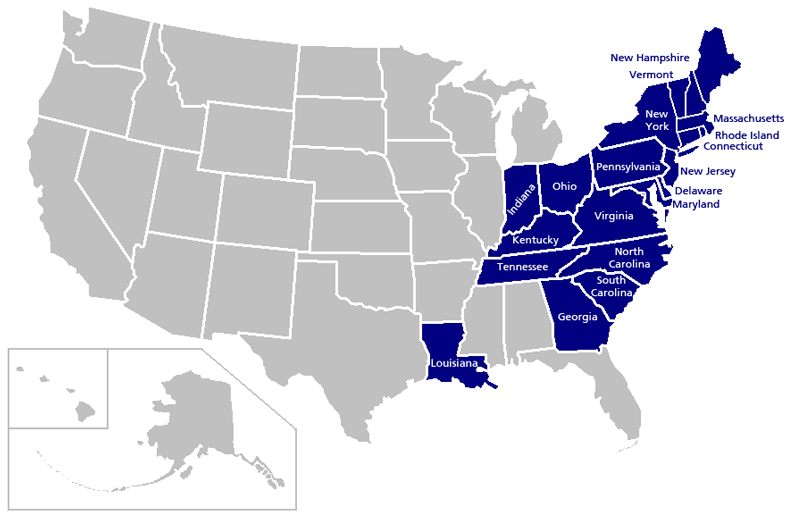 New Hampshire
Vermont
New
York
Massachusetts
Rhode Island
Connecticut
Pennsylvania
New Jersey
Ohio
Indiana
Delaware
Maryland
Virginia
Kentucky
North
Carolina
Tennessee
South
Carolina
Georgia
Louisiana